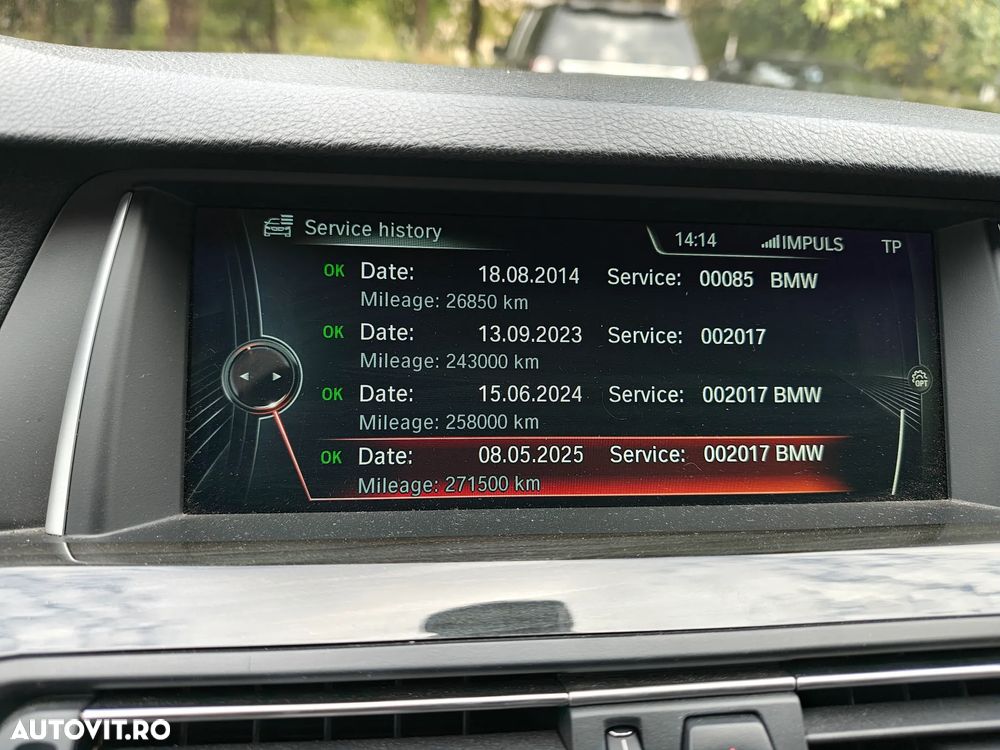 Service history
14:14 IMPULS TP
OK Date: 18.08.2014 Service: 00085 BMW
Mileage: 26850 km
OK Date: 13.09.2023 Service: 002017
Mileage: 243000 km
OK Date: 15.06.2024 Service: 002017 BMW
Mileage: 258000 km
OPT
OK Date: 08.05.2025 Service: 002017 BMW
Mileage: 271500 km
AUTOVIT.RO